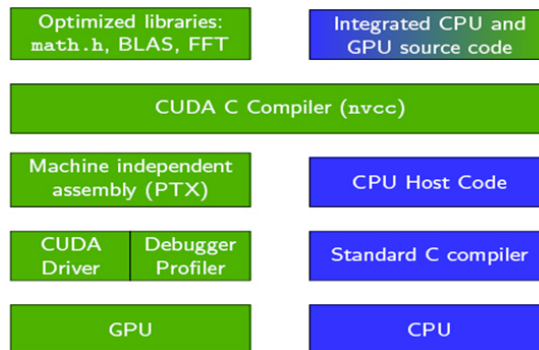 Optimized libraries:
math.h, BLAS, FFT
Integrated CPU and
GPU source code
CUDA C Compiler (nvcc)
Machine independent
assembly (PTX)
CPU Host Code
CUDA
Driver
Debugger
Profiler
Standard C compiler
GPU
CPU